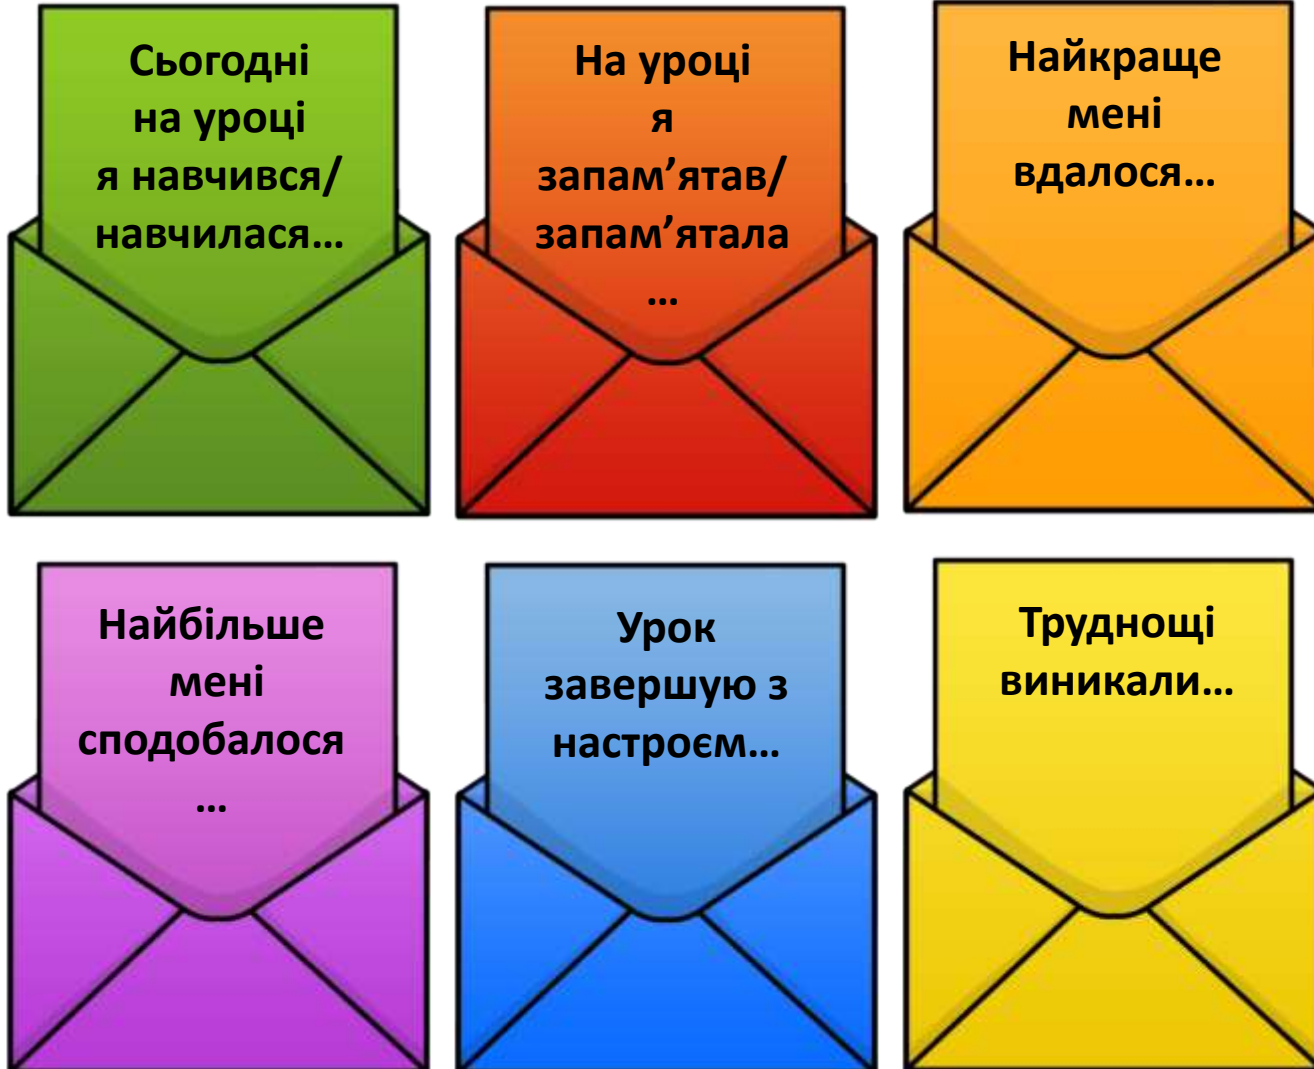 Сьогодні
на уроці
я навчився/
навчилася...
На уроці
я
запам’ятав/
запам’ятала
...
Найкраще
мені
вдалося...
Найбільше
мені
сподобалося
...
Урок
завершую з
настроєм...
Труднощі
виникали...